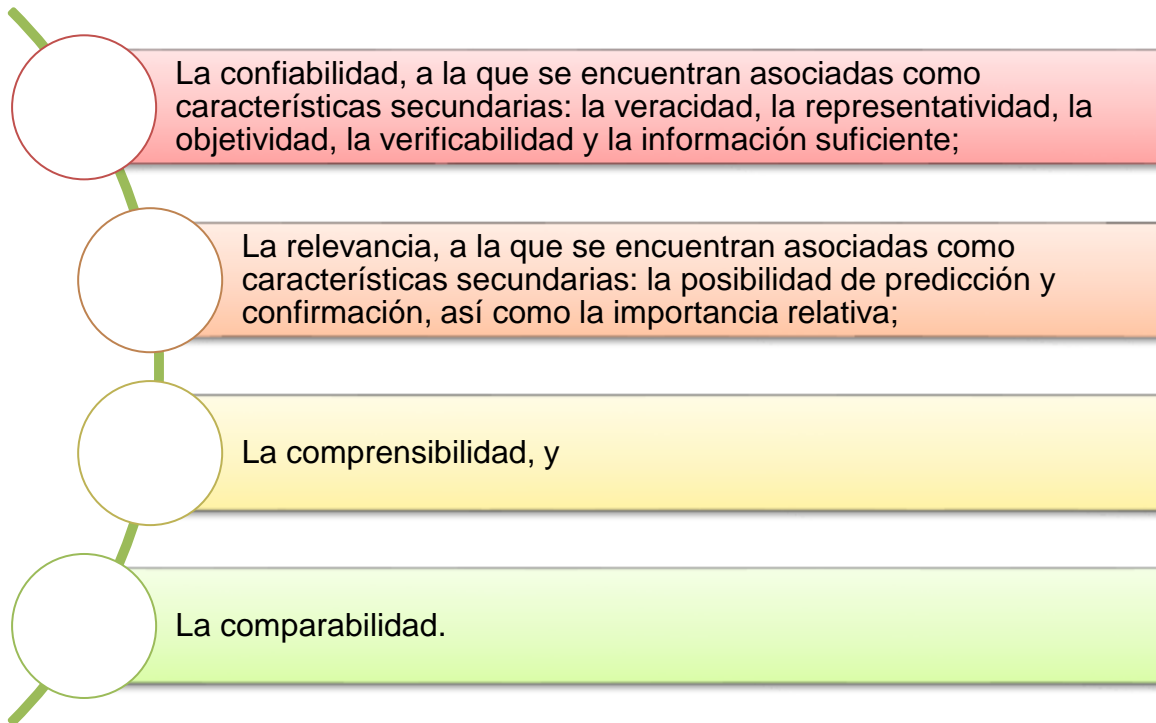 La confiabilidad, a la que se encuentran asociadas como
características secundarias: la veracidad, la representatividad, la
objetividad, la verificabilidad y la información suficiente;
La relevancia, a la que se encuentran asociadas como
características secundarias: la posibilidad de predicción y
confirmación, así como la importancia relativa;
La comprensibilidad, y
La comparabilidad.